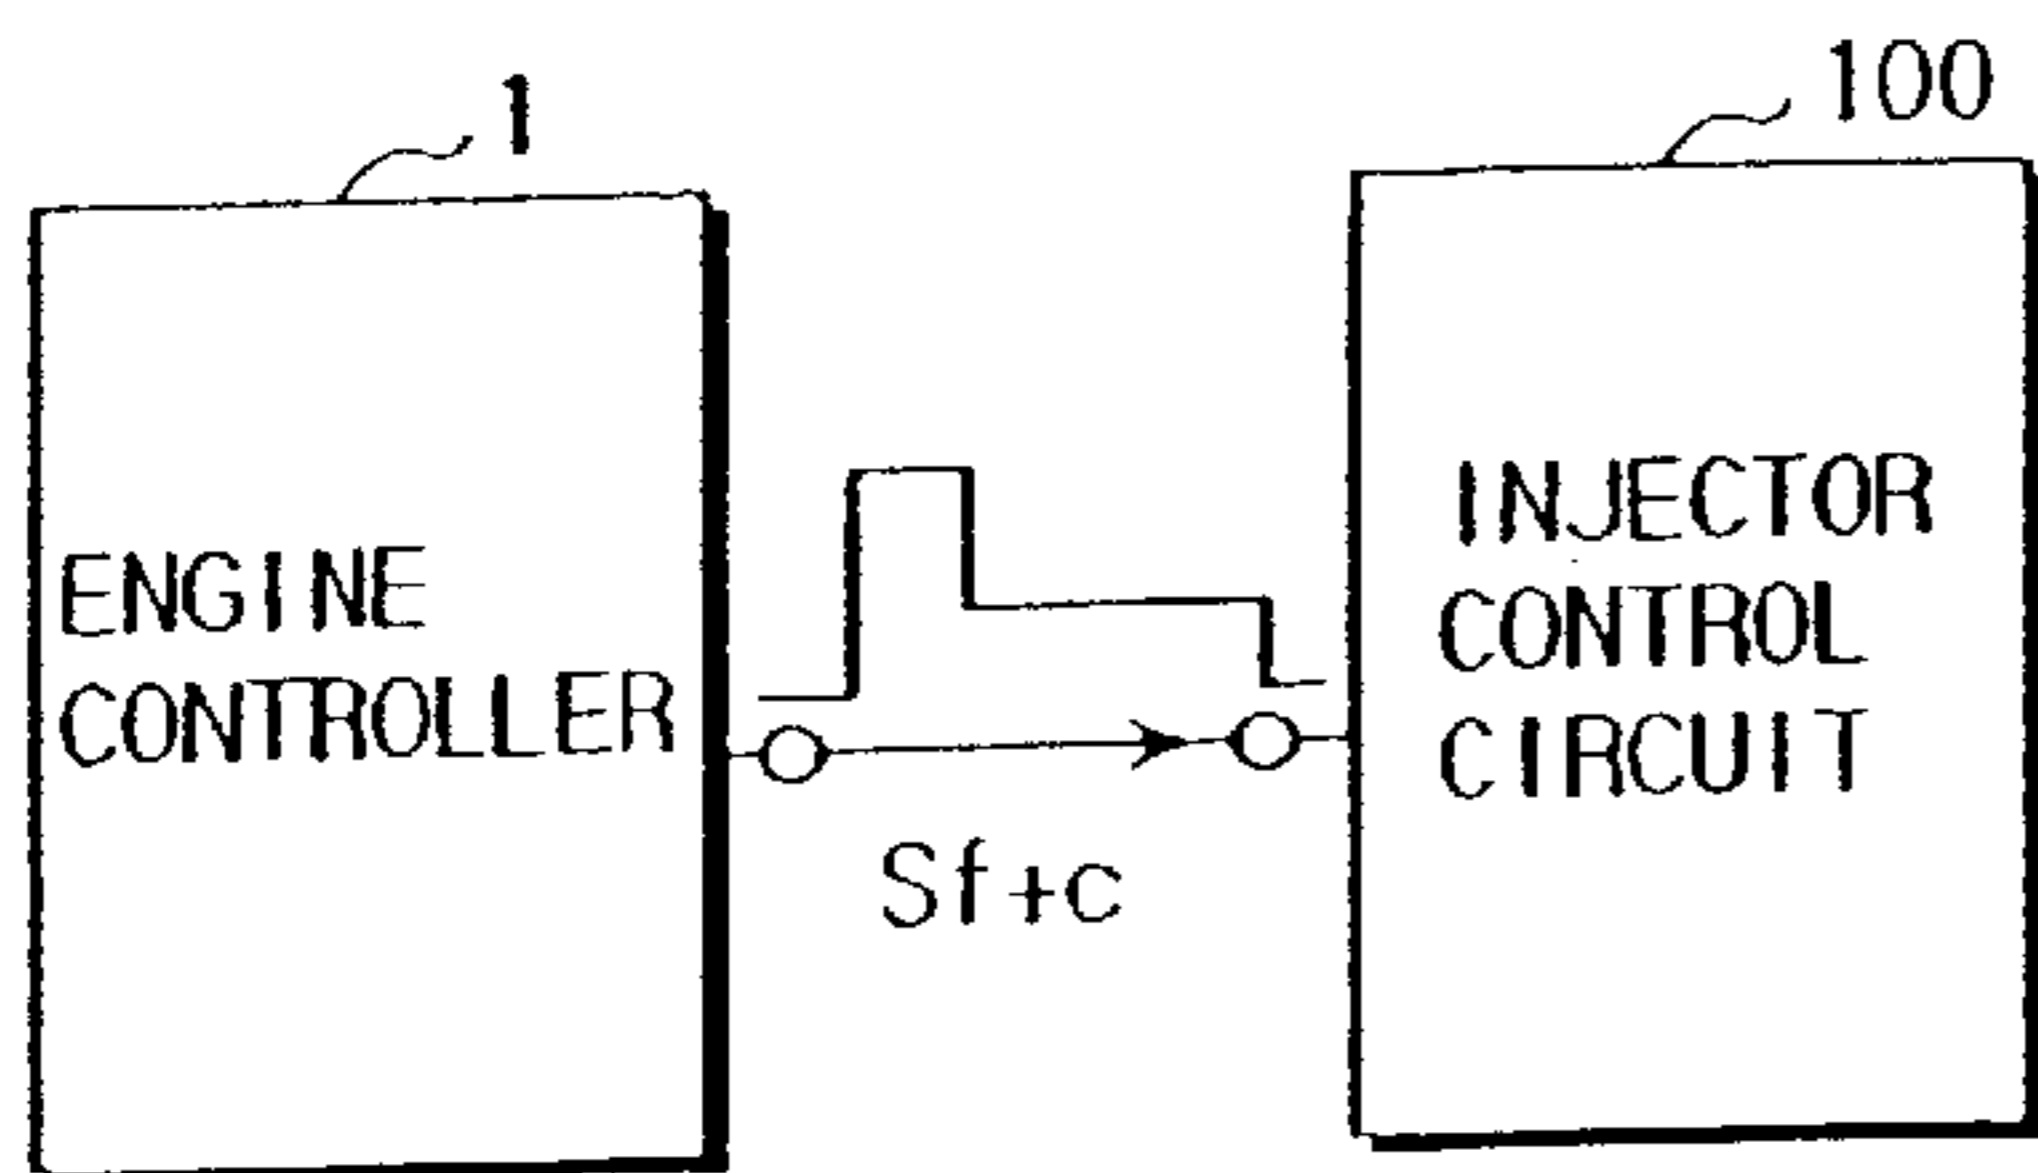 1
100
ENGINE
CONTROLLER
INJECTOR
CONTROL
CIRCUIT
Sf+c